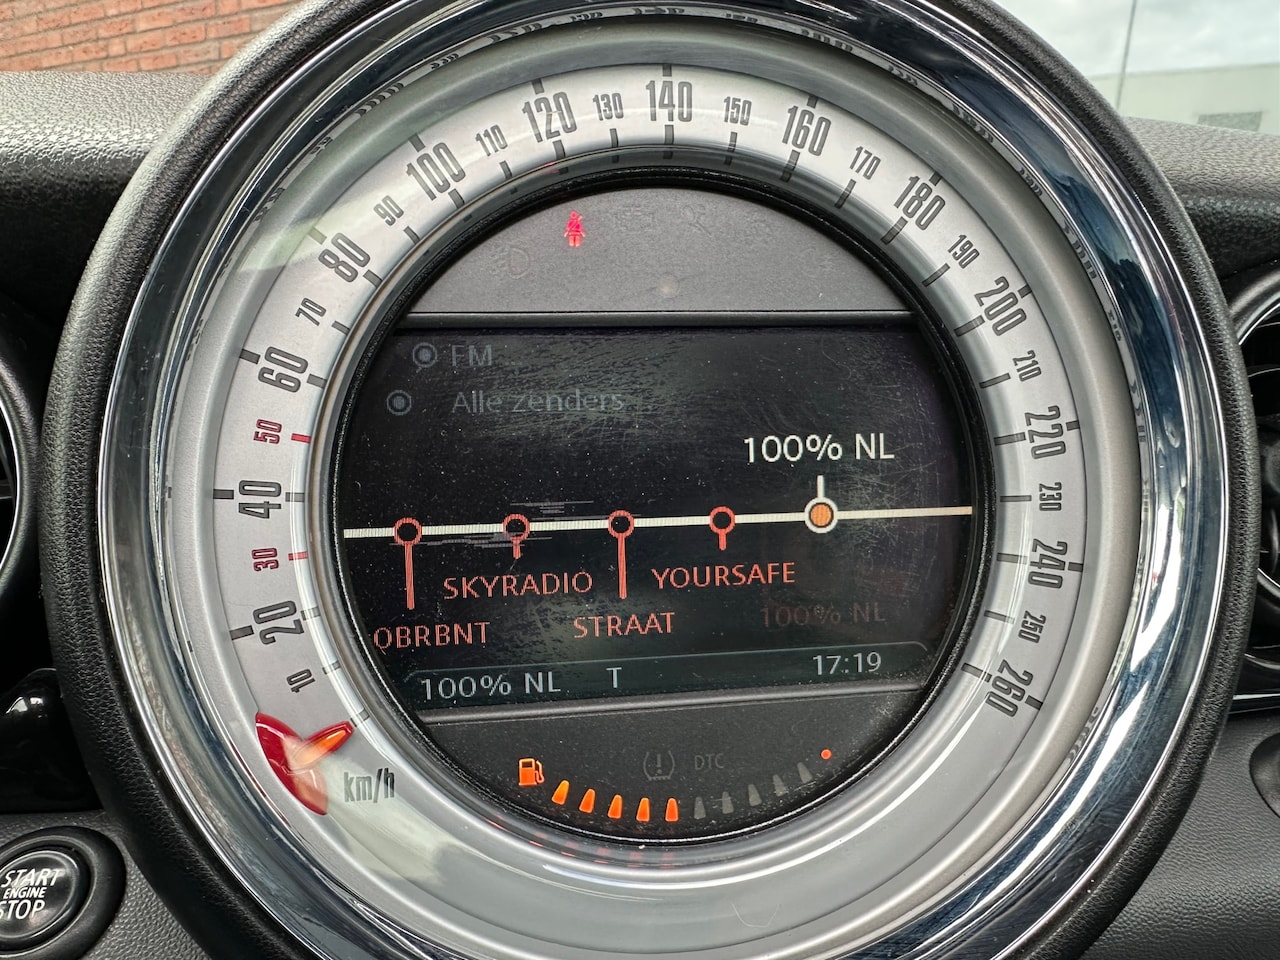 10
20
30
40
50
60
70
80
90
100
110
120
130
140
150
160
170
180
190
200
210
220
230
240
250
260
km/h
FM
Alle zenders
100% NL
SKYRADIO YOURSAFE
OBRBNT STRAAT 100% NL
100% NL T 17:19
DTC
START
ENGINE
STOP